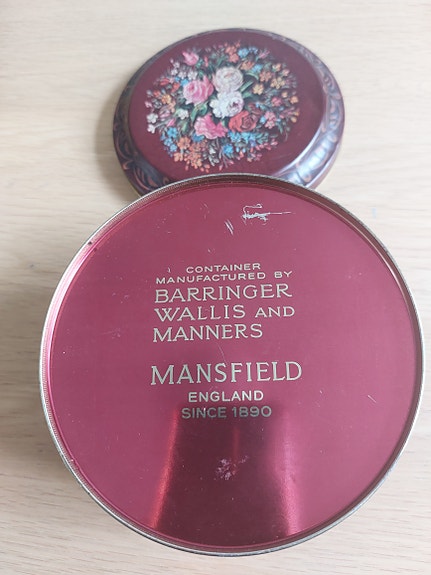 CONTAINER
MANUFACTURED BY
BARRINGER
WALLIS AND
MANNERS
MANSFIELD
ENGLAND
SINCE 1890